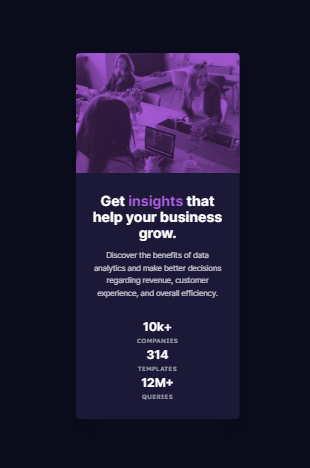 Get insights that
help your business
grow.
Discover the benefits of data
analytics and make better decisions
regarding revenue, customer
experience, and overall efficiency.
10k+
COMPANIES
314
TEMPLATES
12M+
QUERIES